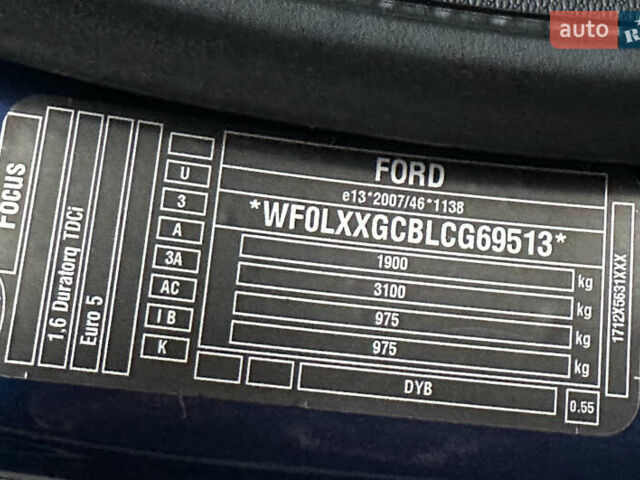 auto
R
FOCUS
1,6 Duratorq TDCi
Euro 5
U
3
A
3A
AC
I B
K
FORD
e13*2007/46*1138
*WF0LXXGCBLCG69513*
1900 kg
3100 kg
975 kg
975 kg
DYB
0.55
1712X5631XXX